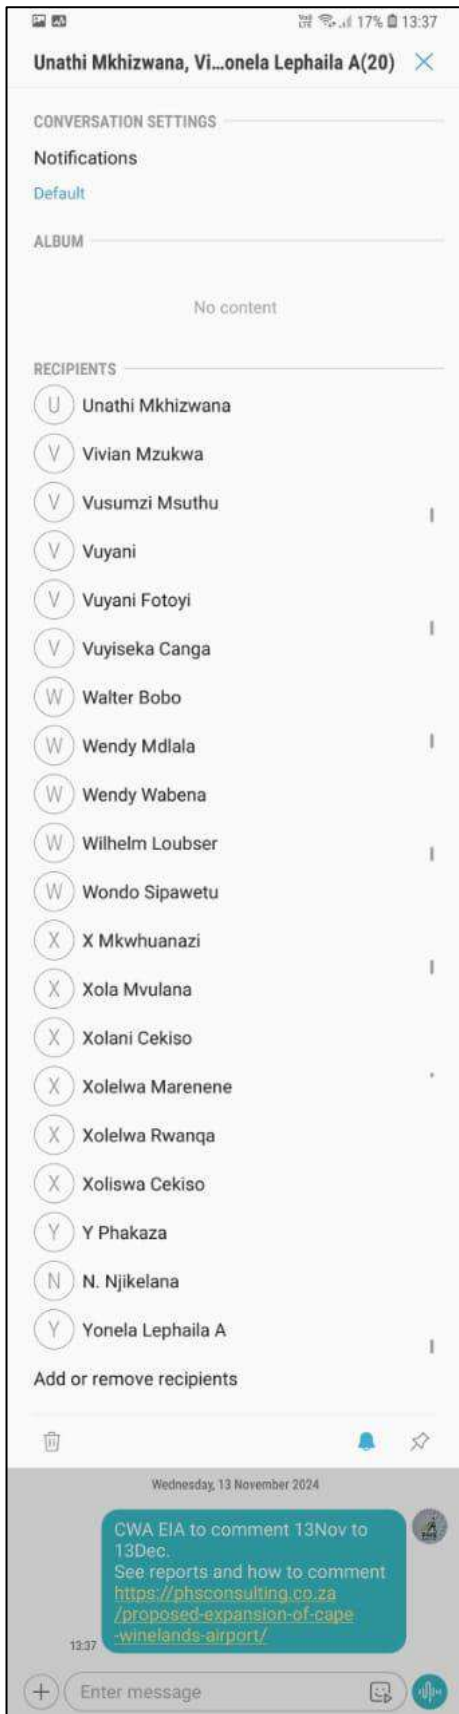 17% 13:37
Unathi Mkhizwana, Vi...onela Lephaila A(20)
CONVERSATION SETTINGS
Notifications
Default
ALBUM
No content
RECIPIENTS
U Unathi Mkhizwana
V Vivian Mzukwa
V Vusumzi Msuthu
V Vuyani
V Vuyani Fotoyi
V Vuyiseka Canga
W Walter Bobo
W Wendy Mdlala
W Wendy Wabena
W Wilhelm Loubser
W Wondo Sipawetu
X X Mkwhuanazi
X Xola Mvulana
X Xolani Cekiso
X Xolelwa Marenene
X Xolelwa Rwanqa
X Xoliswa Cekiso
Y Y Phakaza
N N. Njikelana
Y Yonela Lephaila A
Add or remove recipients
Wednesday, 13 November 2024
CWA EIA to comment 13Nov to
13Dec.
See reports and how to comment
https://phsconsulting.co.za
/proposed-expansion-of-cape
-winelands-airport/
13:37
Enter message